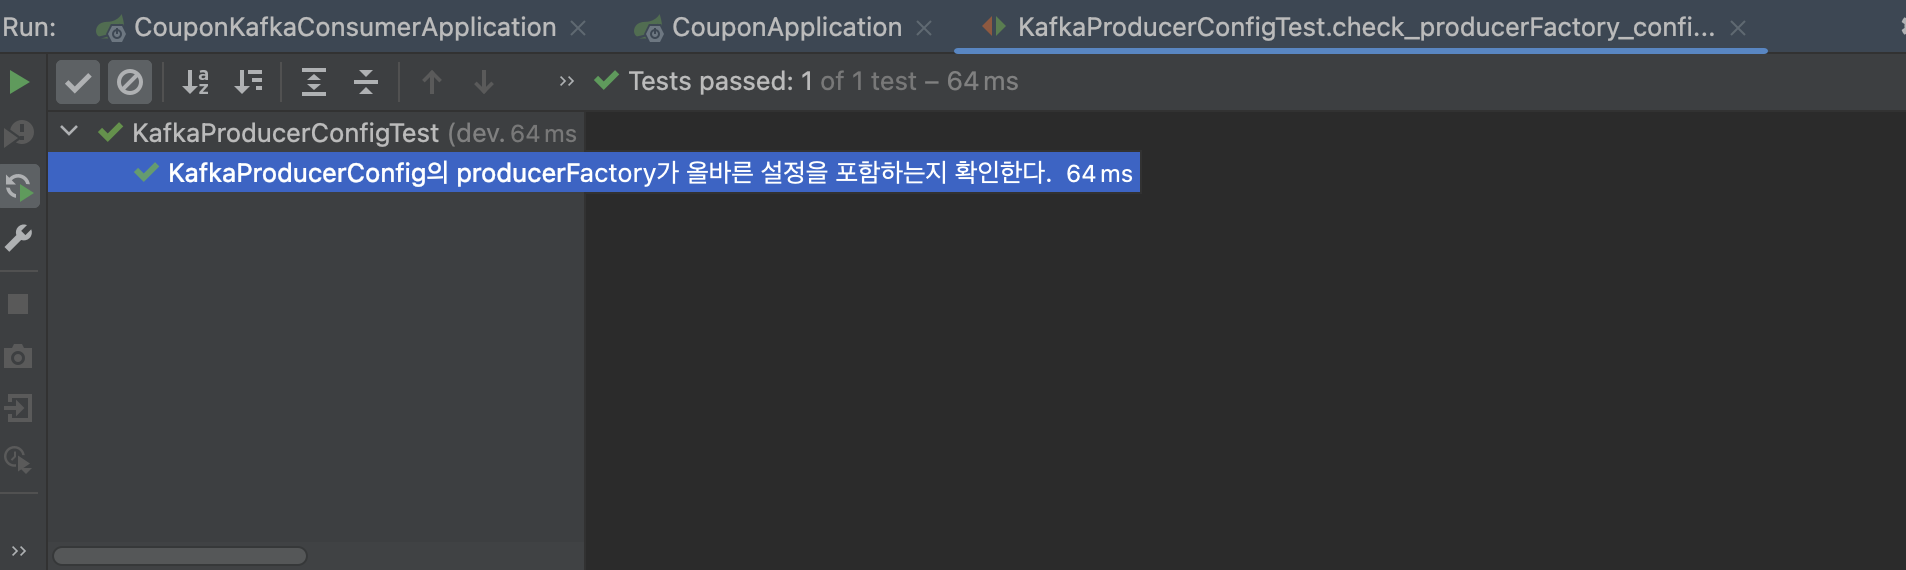 Run: CouponKafkaConsumerApplication CouponApplication KafkaProducerConfigTest.check_producerFactory_confi...
Tests passed: 1 of 1 test – 64 ms
KafkaProducerConfigTest (dev. 64 ms
KafkaProducerConfig의 producerFactory가 올바른 설정을 포함하는지 확인한다. 64 ms